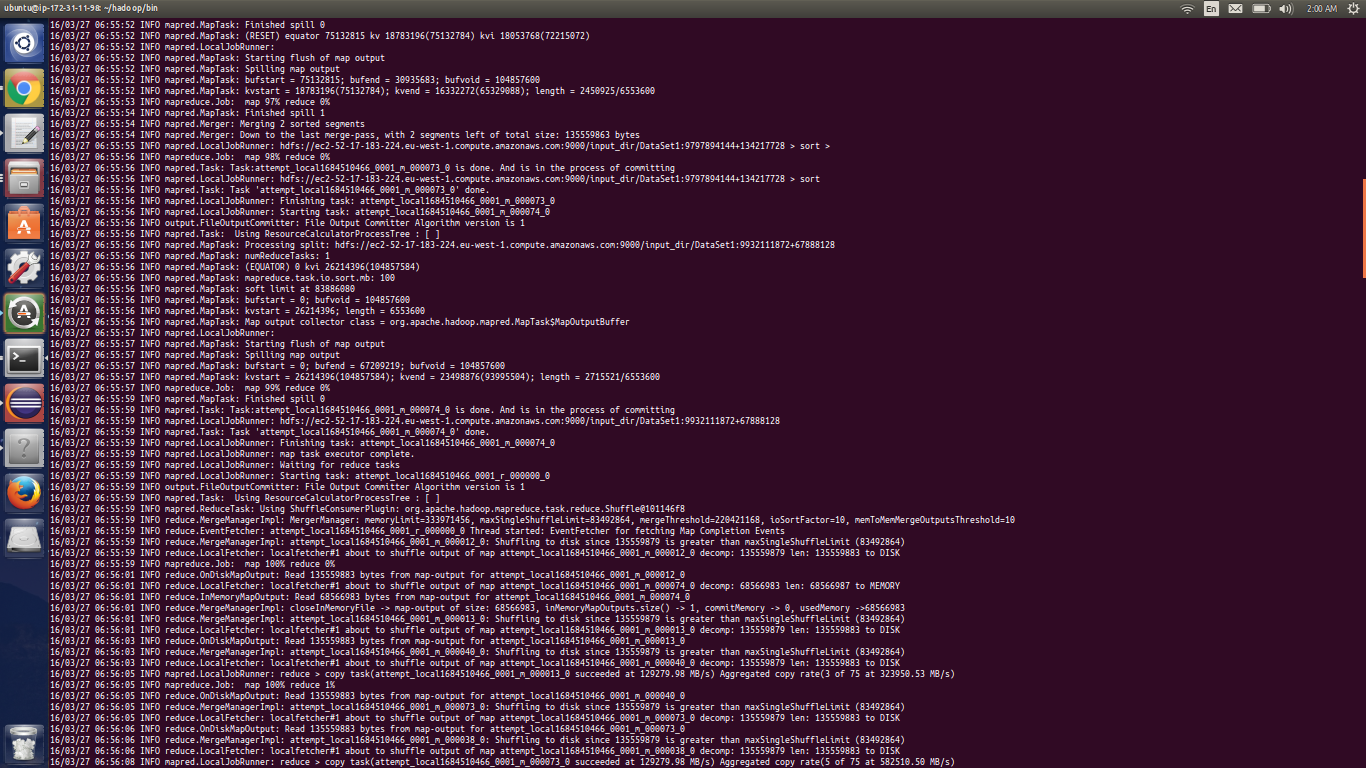 ubuntu@ip-172-31-11-98: ~/hadoop/bin
En
2:00 AM
16/03/27 06:55:52 INFO mapred.MapTask: Finished spill 0
16/03/27 06:55:52 INFO mapred.MapTask: (RESET) equator 75132815 kv 18783196(75132784) kvi 18053768(72215072)
16/03/27 06:55:52 INFO mapred.LocalJobRunner:
16/03/27 06:55:52 INFO mapred.MapTask: Starting flush of map output
16/03/27 06:55:52 INFO mapred.MapTask: Spilling map output
16/03/27 06:55:52 INFO mapred.MapTask: bufstart = 75132815; bufend = 30935683; bufvoid = 104857600
16/03/27 06:55:52 INFO mapred.MapTask: kvstart = 18783196(75132784); kvend = 16332272(65329088); length = 2450925/6553600
16/03/27 06:55:53 INFO mapreduce.Job:  map 97% reduce 0%
16/03/27 06:55:54 INFO mapred.MapTask: Finished spill 1
16/03/27 06:55:54 INFO mapred.Merger: Merging 2 sorted segments
16/03/27 06:55:54 INFO mapred.Merger: Down to the last merge-pass, with 2 segments left of total size: 135559863 bytes
16/03/27 06:55:55 INFO mapred.LocalJobRunner: hdfs://ec2-52-17-183-224.eu-west-1.compute.amazonaws.com:9000/input_dir/DataSet1:9797894144+134217728 > sort >
16/03/27 06:55:56 INFO mapreduce.Job:  map 98% reduce 0%
16/03/27 06:55:56 INFO mapred.Task: Task:attempt_local1684510466_0001_m_000073_0 is done. And is in the process of committing
16/03/27 06:55:56 INFO mapred.LocalJobRunner: hdfs://ec2-52-17-183-224.eu-west-1.compute.amazonaws.com:9000/input_dir/DataSet1:9797894144+134217728 > sort
16/03/27 06:55:56 INFO mapred.Task: Task 'attempt_local1684510466_0001_m_000073_0' done.
16/03/27 06:55:56 INFO mapred.LocalJobRunner: Finishing task: attempt_local1684510466_0001_m_000073_0
16/03/27 06:55:56 INFO mapred.LocalJobRunner: Starting task: attempt_local1684510466_0001_m_000074_0
16/03/27 06:55:56 INFO output.FileOutputCommitter: File Output Committer Algorithm version is 1
16/03/27 06:55:56 INFO mapred.Task:  Using ResourceCalculatorProcessTree : [ ]
16/03/27 06:55:56 INFO mapred.MapTask: Processing split: hdfs://ec2-52-17-183-224.eu-west-1.compute.amazonaws.com:9000/input_dir/DataSet1:9932111872+67888128
16/03/27 06:55:56 INFO mapred.MapTask: numReduceTasks: 1
16/03/27 06:55:56 INFO mapred.MapTask: (EQUATOR) 0 kvi 26214396(104857584)
16/03/27 06:55:56 INFO mapred.MapTask: mapreduce.task.io.sort.mb: 100
16/03/27 06:55:56 INFO mapred.MapTask: soft limit at 83886080
16/03/27 06:55:56 INFO mapred.MapTask: bufstart = 0; bufvoid = 104857600
16/03/27 06:55:56 INFO mapred.MapTask: kvstart = 26214396; length = 6553600
16/03/27 06:55:56 INFO mapred.MapTask: Map output collector class = org.apache.hadoop.mapred.MapTask$MapOutputBuffer
16/03/27 06:55:57 INFO mapred.LocalJobRunner:
16/03/27 06:55:57 INFO mapred.MapTask: Starting flush of map output
16/03/27 06:55:57 INFO mapred.MapTask: Spilling map output
16/03/27 06:55:57 INFO mapred.MapTask: bufstart = 0; bufend = 67209219; bufvoid = 104857600
16/03/27 06:55:57 INFO mapred.MapTask: kvstart = 26214396(104857584); kvend = 23498876(93995504); length = 2715521/6553600
16/03/27 06:55:57 INFO mapreduce.Job:  map 99% reduce 0%
16/03/27 06:55:59 INFO mapred.MapTask: Finished spill 0
16/03/27 06:55:59 INFO mapred.Task: Task:attempt_local1684510466_0001_m_000074_0 is done. And is in the process of committing
16/03/27 06:55:59 INFO mapred.LocalJobRunner: hdfs://ec2-52-17-183-224.eu-west-1.compute.amazonaws.com:9000/input_dir/DataSet1:9932111872+67888128
16/03/27 06:55:59 INFO mapred.Task: Task 'attempt_local1684510466_0001_m_000074_0' done.
16/03/27 06:55:59 INFO mapred.LocalJobRunner: Finishing task: attempt_local1684510466_0001_m_000074_0
16/03/27 06:55:59 INFO mapred.LocalJobRunner: map task executor complete.
16/03/27 06:55:59 INFO mapred.LocalJobRunner: Waiting for reduce tasks
16/03/27 06:55:59 INFO mapred.LocalJobRunner: Starting task: attempt_local1684510466_0001_r_000000_0
16/03/27 06:55:59 INFO output.FileOutputCommitter: File Output Committer Algorithm version is 1
16/03/27 06:55:59 INFO mapred.Task:  Using ResourceCalculatorProcessTree : [ ]
16/03/27 06:55:59 INFO mapred.ReduceTask: Using ShuffleConsumerPlugin: org.apache.hadoop.mapreduce.task.reduce.Shuffle@101146f8
16/03/27 06:55:59 INFO reduce.MergeManagerImpl: MergerManager: memoryLimit=333971456, maxSingleShuffleLimit=83492864, mergeThreshold=220421168, ioSortFactor=10, memToMemMergeOutputsThreshold=10
16/03/27 06:55:59 INFO reduce.EventFetcher: attempt_local1684510466_0001_r_000000_0 Thread started: EventFetcher for fetching Map Completion Events
16/03/27 06:55:59 INFO reduce.MergeManagerImpl: attempt_local1684510466_0001_m_000012_0: Shuffling to disk since 135559879 is greater than maxSingleShuffleLimit (83492864)
16/03/27 06:55:59 INFO reduce.LocalFetcher: localfetcher#1 about to shuffle output of map attempt_local1684510466_0001_m_000012_0 decomp: 135559879 len: 135559883 to DISK
16/03/27 06:55:59 INFO mapreduce.Job:  map 100% reduce 0%
16/03/27 06:56:01 INFO reduce.OnDiskMapOutput: Read 135559883 bytes from map-output for attempt_local1684510466_0001_m_000012_0
16/03/27 06:56:01 INFO reduce.LocalFetcher: localfetcher#1 about to shuffle output of map attempt_local1684510466_0001_m_000074_0 decomp: 68566983 len: 68566987 to MEMORY
16/03/27 06:56:01 INFO reduce.InMemoryMapOutput: Read 68566983 bytes from map-output for attempt_local1684510466_0001_m_000074_0
16/03/27 06:56:01 INFO reduce.MergeManagerImpl: closeInMemoryFile -> map-output of size: 68566983, inMemoryMapOutputs.size() -> 1, commitMemory -> 0, usedMemory ->68566983
16/03/27 06:56:01 INFO reduce.MergeManagerImpl: attempt_local1684510466_0001_m_000013_0: Shuffling to disk since 135559879 is greater than maxSingleShuffleLimit (83492864)
16/03/27 06:56:01 INFO reduce.LocalFetcher: localfetcher#1 about to shuffle output of map attempt_local1684510466_0001_m_000013_0 decomp: 135559879 len: 135559883 to DISK
16/03/27 06:56:03 INFO reduce.OnDiskMapOutput: Read 135559883 bytes from map-output for attempt_local1684510466_0001_m_000013_0
16/03/27 06:56:03 INFO reduce.MergeManagerImpl: attempt_local1684510466_0001_m_000040_0: Shuffling to disk since 135559879 is greater than maxSingleShuffleLimit (83492864)
16/03/27 06:56:03 INFO reduce.LocalFetcher: localfetcher#1 about to shuffle output of map attempt_local1684510466_0001_m_000040_0 decomp: 135559879 len: 135559883 to DISK
16/03/27 06:56:05 INFO mapred.LocalJobRunner: reduce > copy task(attempt_local1684510466_0001_m_000013_0 succeeded at 129279.98 MB/s) Aggregated copy rate(3 of 75 at 323950.53 MB/s)
16/03/27 06:56:05 INFO mapreduce.Job:  map 100% reduce 1%
16/03/27 06:56:05 INFO reduce.OnDiskMapOutput: Read 135559883 bytes from map-output for attempt_local1684510466_0001_m_000040_0
16/03/27 06:56:05 INFO reduce.MergeManagerImpl: attempt_local1684510466_0001_m_000073_0: Shuffling to disk since 135559879 is greater than maxSingleShuffleLimit (83492864)
16/03/27 06:56:05 INFO reduce.LocalFetcher: localfetcher#1 about to shuffle output of map attempt_local1684510466_0001_m_000073_0 decomp: 135559879 len: 135559883 to DISK
16/03/27 06:56:06 INFO reduce.OnDiskMapOutput: Read 135559883 bytes from map-output for attempt_local1684510466_0001_m_000073_0
16/03/27 06:56:06 INFO reduce.MergeManagerImpl: attempt_local1684510466_0001_m_000038_0: Shuffling to disk since 135559879 is greater than maxSingleShuffleLimit (83492864)
16/03/27 06:56:06 INFO reduce.LocalFetcher: localfetcher#1 about to shuffle output of map attempt_local1684510466_0001_m_000038_0 decomp: 135559879 len: 135559883 to DISK
16/03/27 06:56:08 INFO mapred.LocalJobRunner: reduce > copy task(attempt_local1684510466_0001_m_000073_0 succeeded at 129279.98 MB/s) Aggregated copy rate(5 of 75 at 582510.50 MB/s)